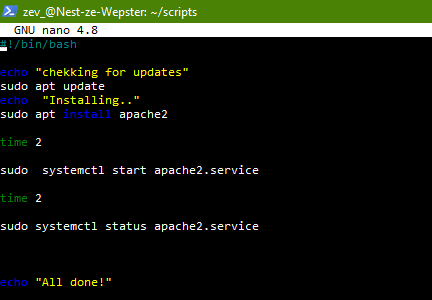 zev_@Nest-ze-Wepster: ~/scripts
GNU nano 4.8
#!/bin/bash
echo "chekking for updates"
sudo apt update
echo  "Installing.."
sudo apt install apache2
time 2
sudo  systemctl start apache2.service
time 2
sudo systemctl status apache2.service
echo "All done!"